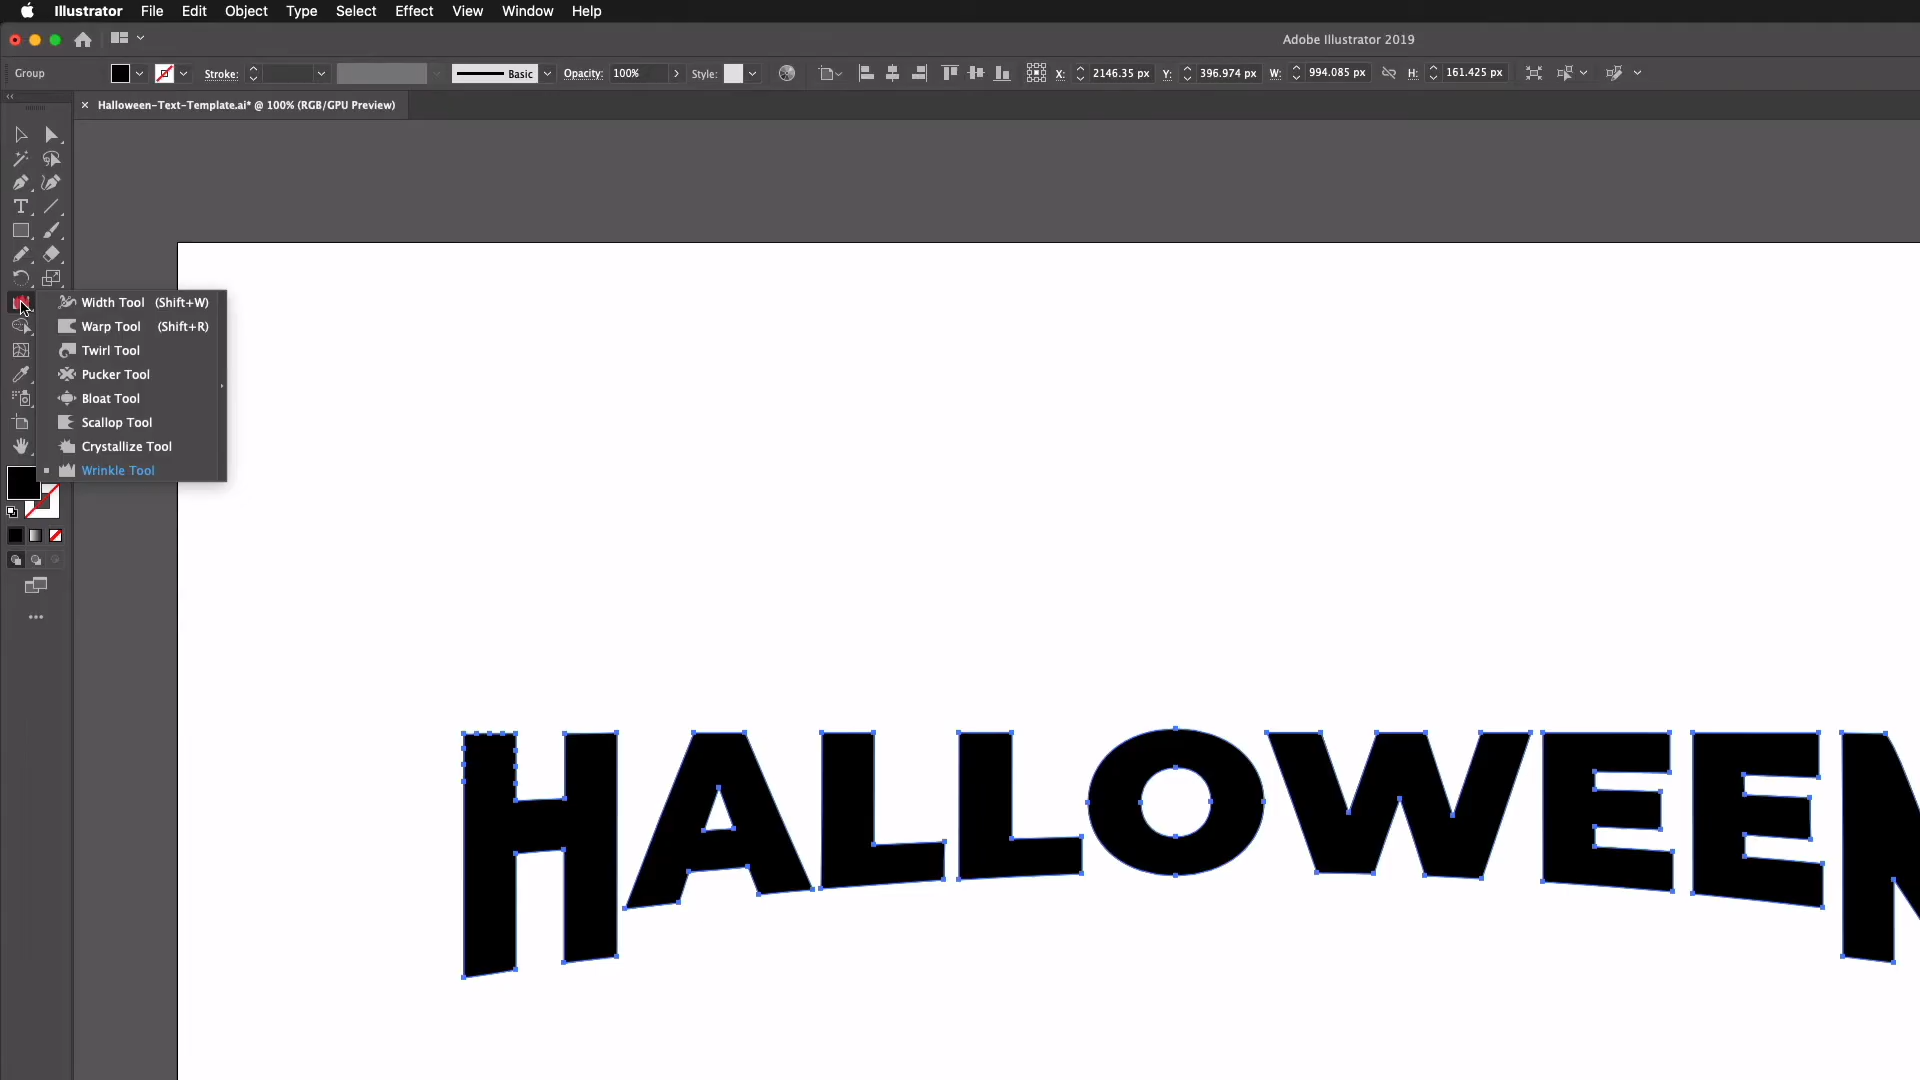 Illustrator File Edit Object Type Select Effect View Window Help
Adobe Illustrator 2019
Group Stroke: Basic Opacity: 100% Style: X: 2146.35 px Y: 396.974 px W: 994.085 px H: 161.425 px
× Halloween-Text-Template.ai* @ 100% (RGB/GPU Preview)
Width Tool (Shift+W)
Warp Tool (Shift+R)
Twirl Tool
Pucker Tool
Bloat Tool
Scallop Tool
Crystallize Tool
Wrinkle Tool
HALLOWEEN